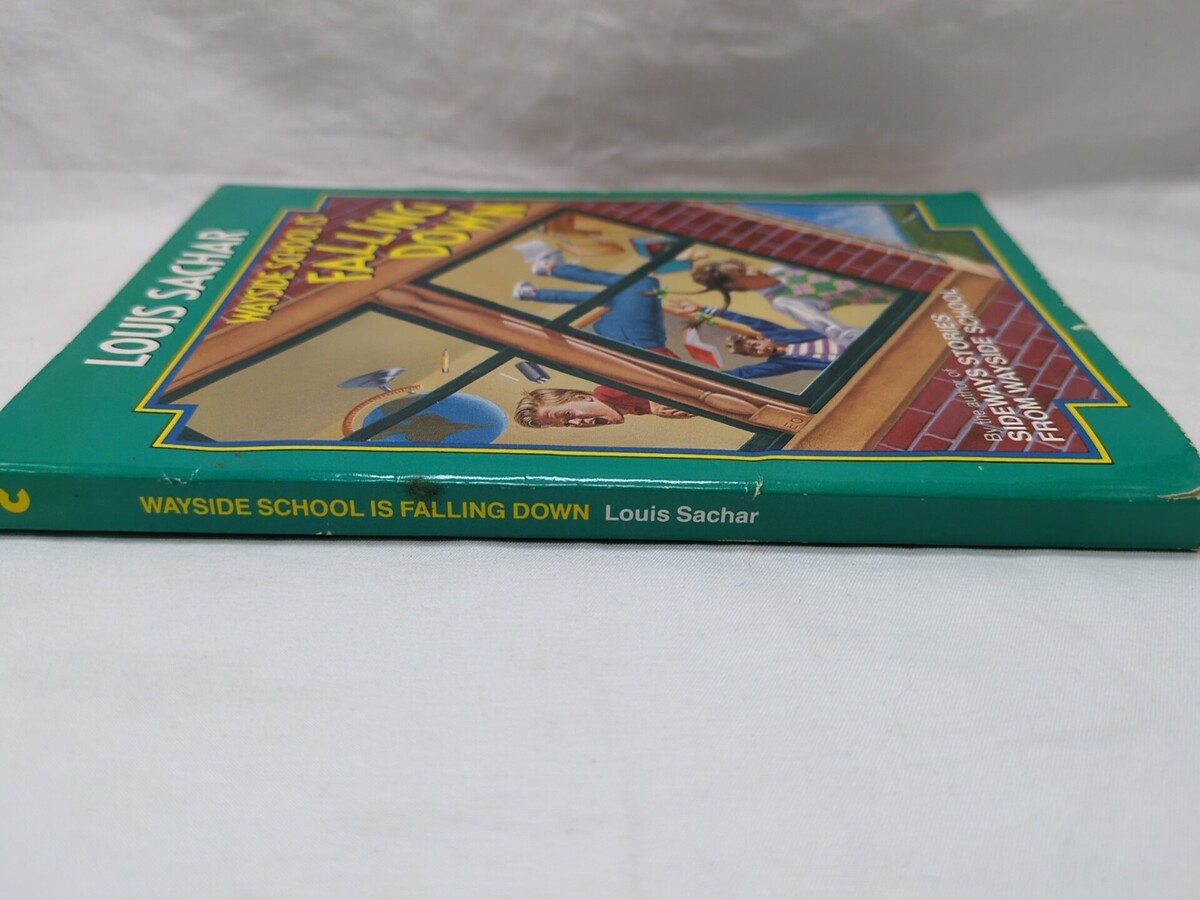 LOUIS SACHAR
WAYSIDE SCHOOL IS
FALLING
DOWN
By the author of
SIDEWAYS STORIES
FROM WAYSIDE SCHOOL
WAYSIDE SCHOOL IS FALLING DOWN Louis Sachar